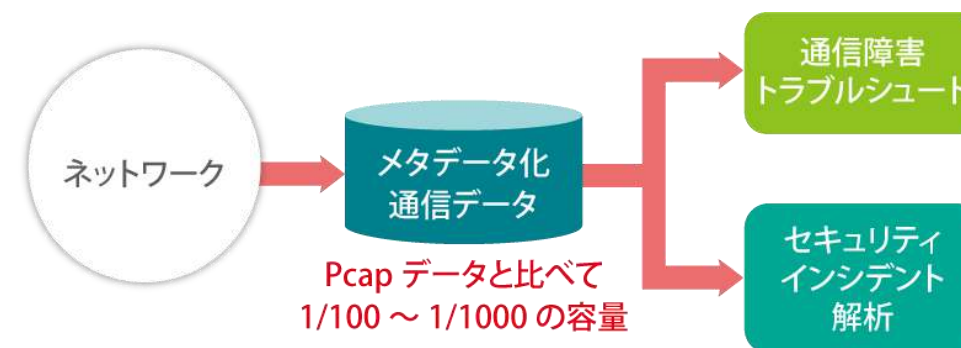 ネットワーク
メタデータ化
通信データ
Pcap データと比べて
1/100 ～ 1/1000 の容量
通信障害
トラブルシュート
セキュリティ
インシデント
解析